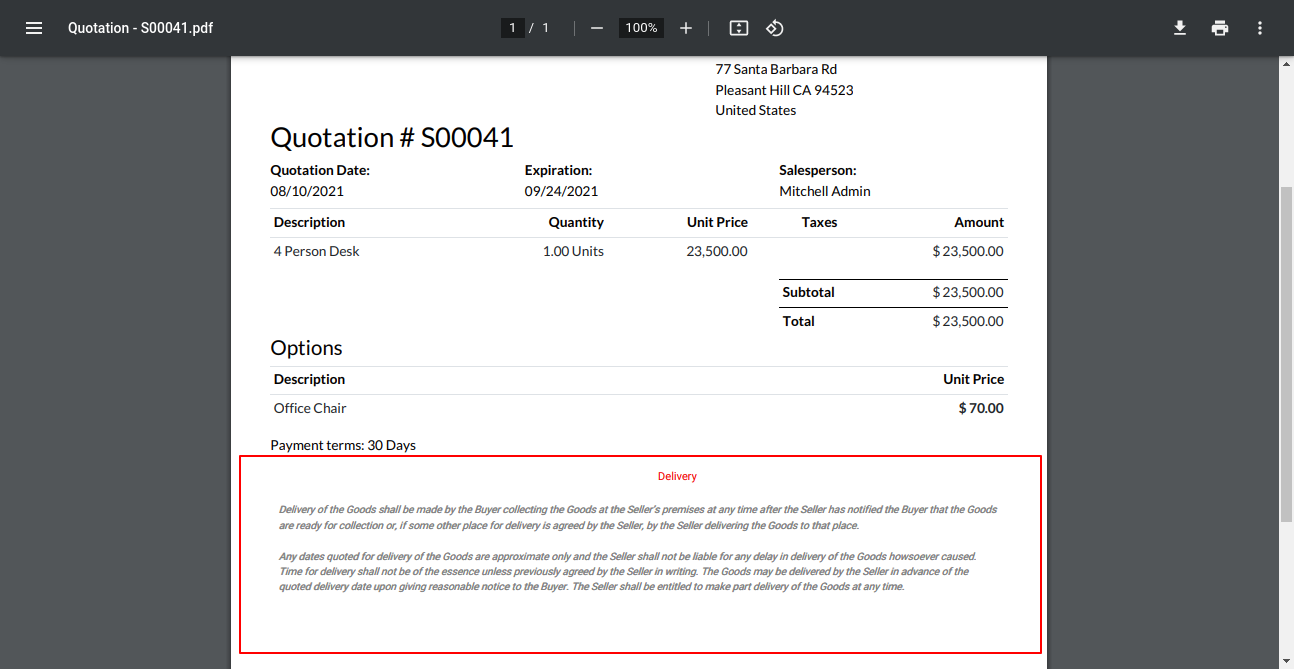 Quotation - S00041.pdf
1 / 1
100%
77 Santa Barbara Rd
Pleasant Hill CA 94523
United States
Quotation # S00041
Quotation Date: Expiration: Salesperson:
08/10/2021 09/24/2021 Mitchell Admin
Description Quantity Unit Price Taxes Amount
4 Person Desk 1.00 Units 23,500.00 $ 23,500.00
Subtotal $ 23,500.00
Total $ 23,500.00
Options
Description Unit Price
Office Chair $ 70.00
Payment terms: 30 Days
Delivery
Delivery of the Goods shall be made by the Buyer collecting the Goods at the Seller's premises at any time after the Seller has notified the Buyer that the Goods
are ready for collection or, if some other place for delivery is agreed by the Seller, by the Seller delivering the Goods to that place.
Any dates quoted for delivery of the Goods are approximate only and the Seller shall not be liable for any delay in delivery of the Goods howsoever caused.
Time for delivery shall not be of the essence unless previously agreed by the Seller in writing. The Goods may be delivered by the Seller in advance of the
quoted delivery date upon giving reasonable notice to the Buyer. The Seller shall be entitled to make part delivery of the Goods at any time.